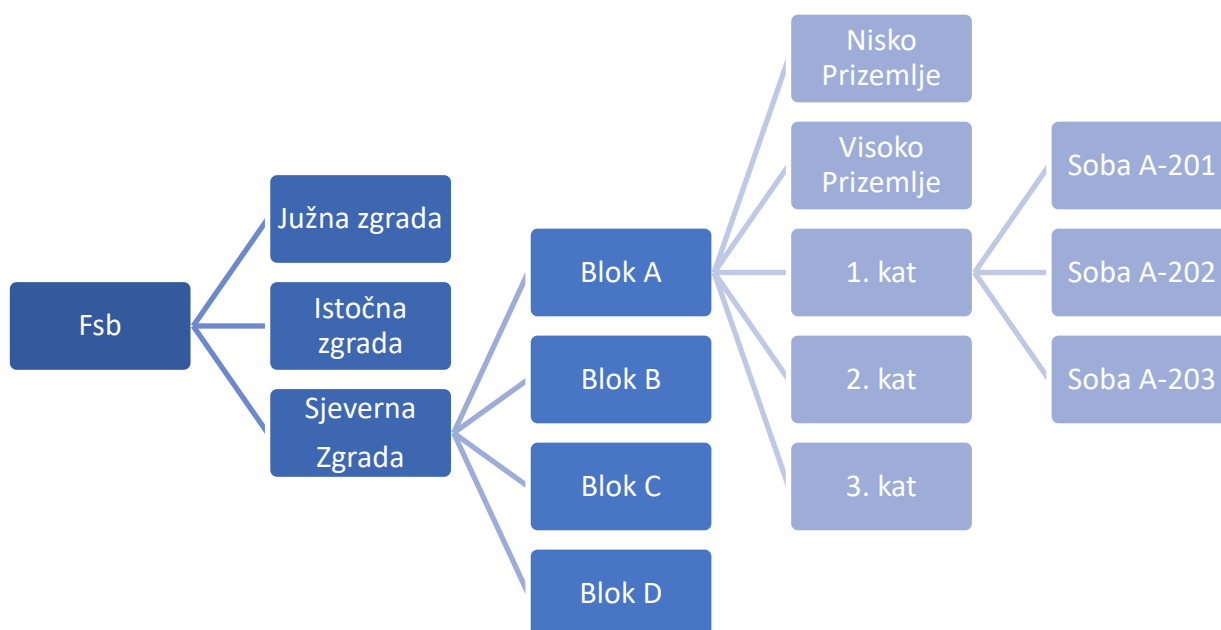 Fsb
Južna zgrada
Istočna
zgrada
Sjeverna
Zgrada
Blok A
Blok B
Blok C
Blok D
Nisko
Prizemlje
Visoko
Prizemlje
1. kat
2. kat
3. kat
Soba A-201
Soba A-202
Soba A-203